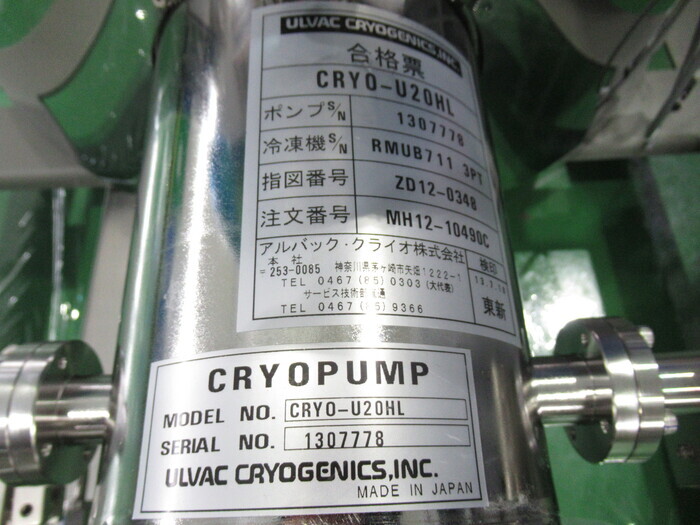 ULVAC CRYOGENICS,INC
合格票
CRYO-U20HL
ポンプS/N 1307778
冷凍機S/N RMUB711 3PT
指図番号 ZD12-0348
注文番号 MH12-10490C
アルバック・クライオ株式会社 検印
本社
〒253-0085 神奈川県茅ヶ崎市矢畑1222-1
TEL 0467(85)0303(大代表)
サービス技術部直通
TEL 0467(85)9366
東新
CRYOPUMP
MODEL NO. CRYO-U20HL
SERIAL NO. 1307778
ULVAC CRYOGENICS,INC.
MADE IN JAPAN